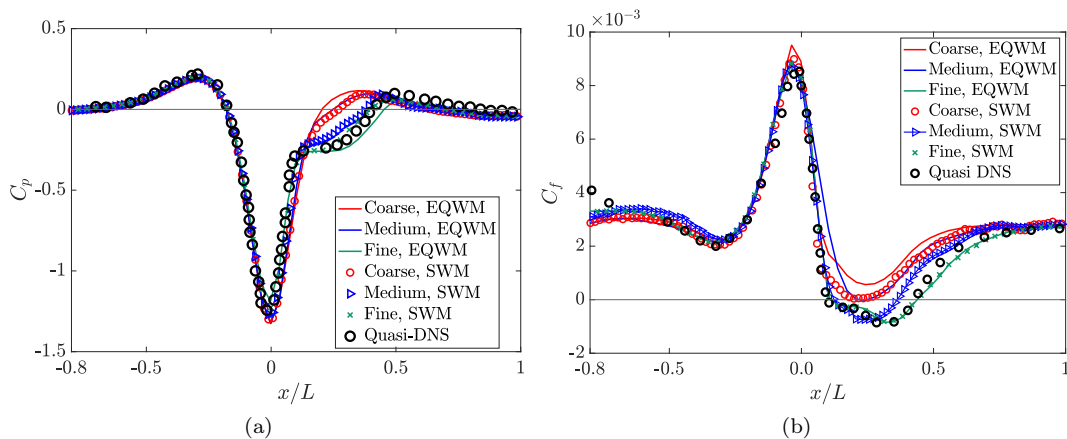 0.5
0
-0.5
-1
-1.5
C_p
-0.8
-0.5
0
0.5
1
x/L
Coarse, EQWM
Medium, EQWM
Fine, EQWM
Coarse, SWM
Medium, SWM
Fine, SWM
Quasi-DNS
(a)
×10⁻³
10
8
6
4
2
0
-2
C_f
-0.8
-0.5
0.0
0.5
1
x/L
Coarse, EQWM
Medium, EQWM
Fine, EQWM
Coarse, SWM
Medium, SWM
Fine, SWM
Quasi DNS
(b)